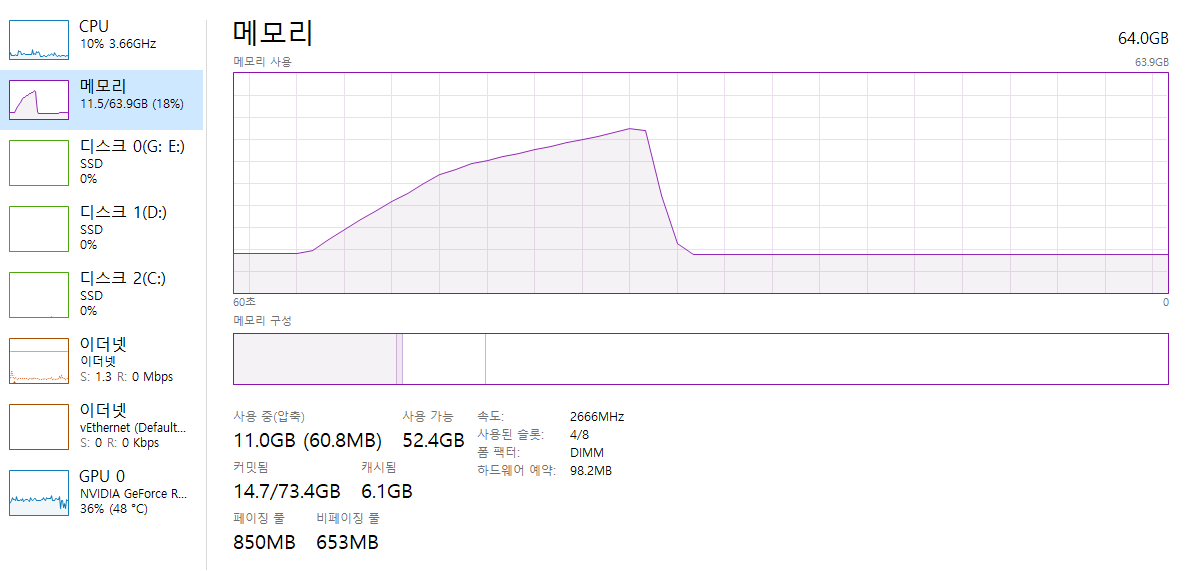 CPU
10% 3.66GHz
메모리
11.5/63.9GB (18%)
디스크 0(G: E:)
SSD
0%
디스크 1(D:)
SSD
0%
디스크 2(C:)
SSD
0%
이더넷
이더넷
S: 1.3 R: 0 Mbps
이더넷
vEthernet (Default...
S: 0 R: 0 Kbps
GPU 0
NVIDIA GeForce R...
36% (48 °C)
메모리
64.0GB
메모리 사용
63.9GB
60초
0
메모리 구성
사용 중(압축)
11.0GB (60.8MB)
사용 가능
52.4GB
커밋됨
14.7/73.4GB
캐시됨
6.1GB
페이징 풀
850MB
비페이징 풀
653MB
속도: 2666MHz
사용된 슬롯: 4/8
폼 팩터: DIMM
하드웨어 예약: 98.2MB